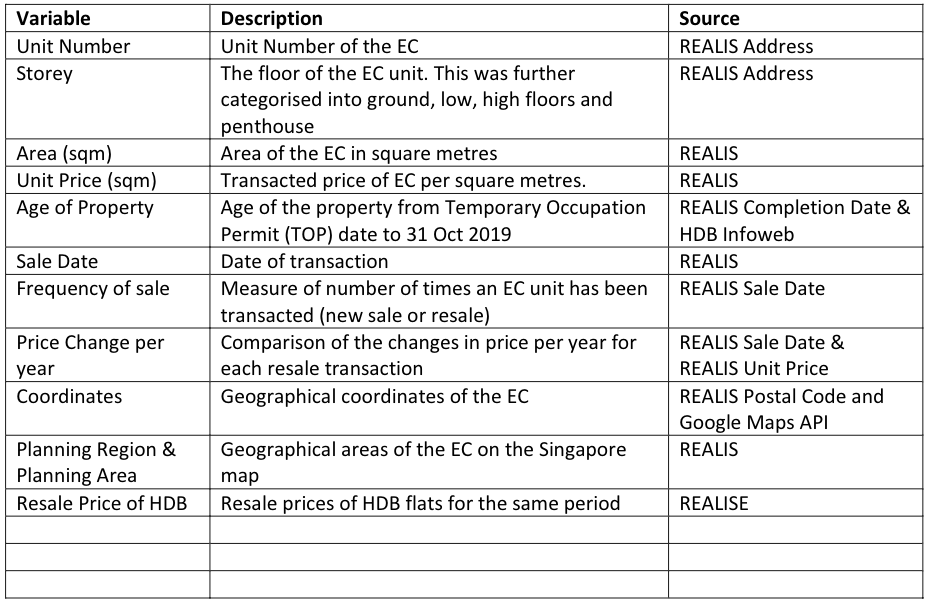 Variable Description Source
Unit Number Unit Number of the EC REALIS Address
Storey The floor of the EC unit. This was further REALIS Address
categorised into ground, low, high floors and
penthouse
Area (sqm) Area of the EC in square metres REALIS
Unit Price (sqm) Transacted price of EC per square metres. REALIS
Age of Property Age of the property from Temporary Occupation REALIS Completion Date &
Permit (TOP) date to 31 Oct 2019 HDB Infoweb
Sale Date Date of transaction REALIS
Frequency of sale Measure of number of times an EC unit has been REALIS Sale Date
transacted (new sale or resale)
Price Change per Comparison of the changes in price per year for REALIS Sale Date &
year each resale transaction REALIS Unit Price
Coordinates Geographical coordinates of the EC REALIS Postal Code and
Google Maps API
Planning Region & Geographical areas of the EC on the Singapore REALIS
Planning Area map
Resale Price of HDB Resale prices of HDB flats for the same period REALISE